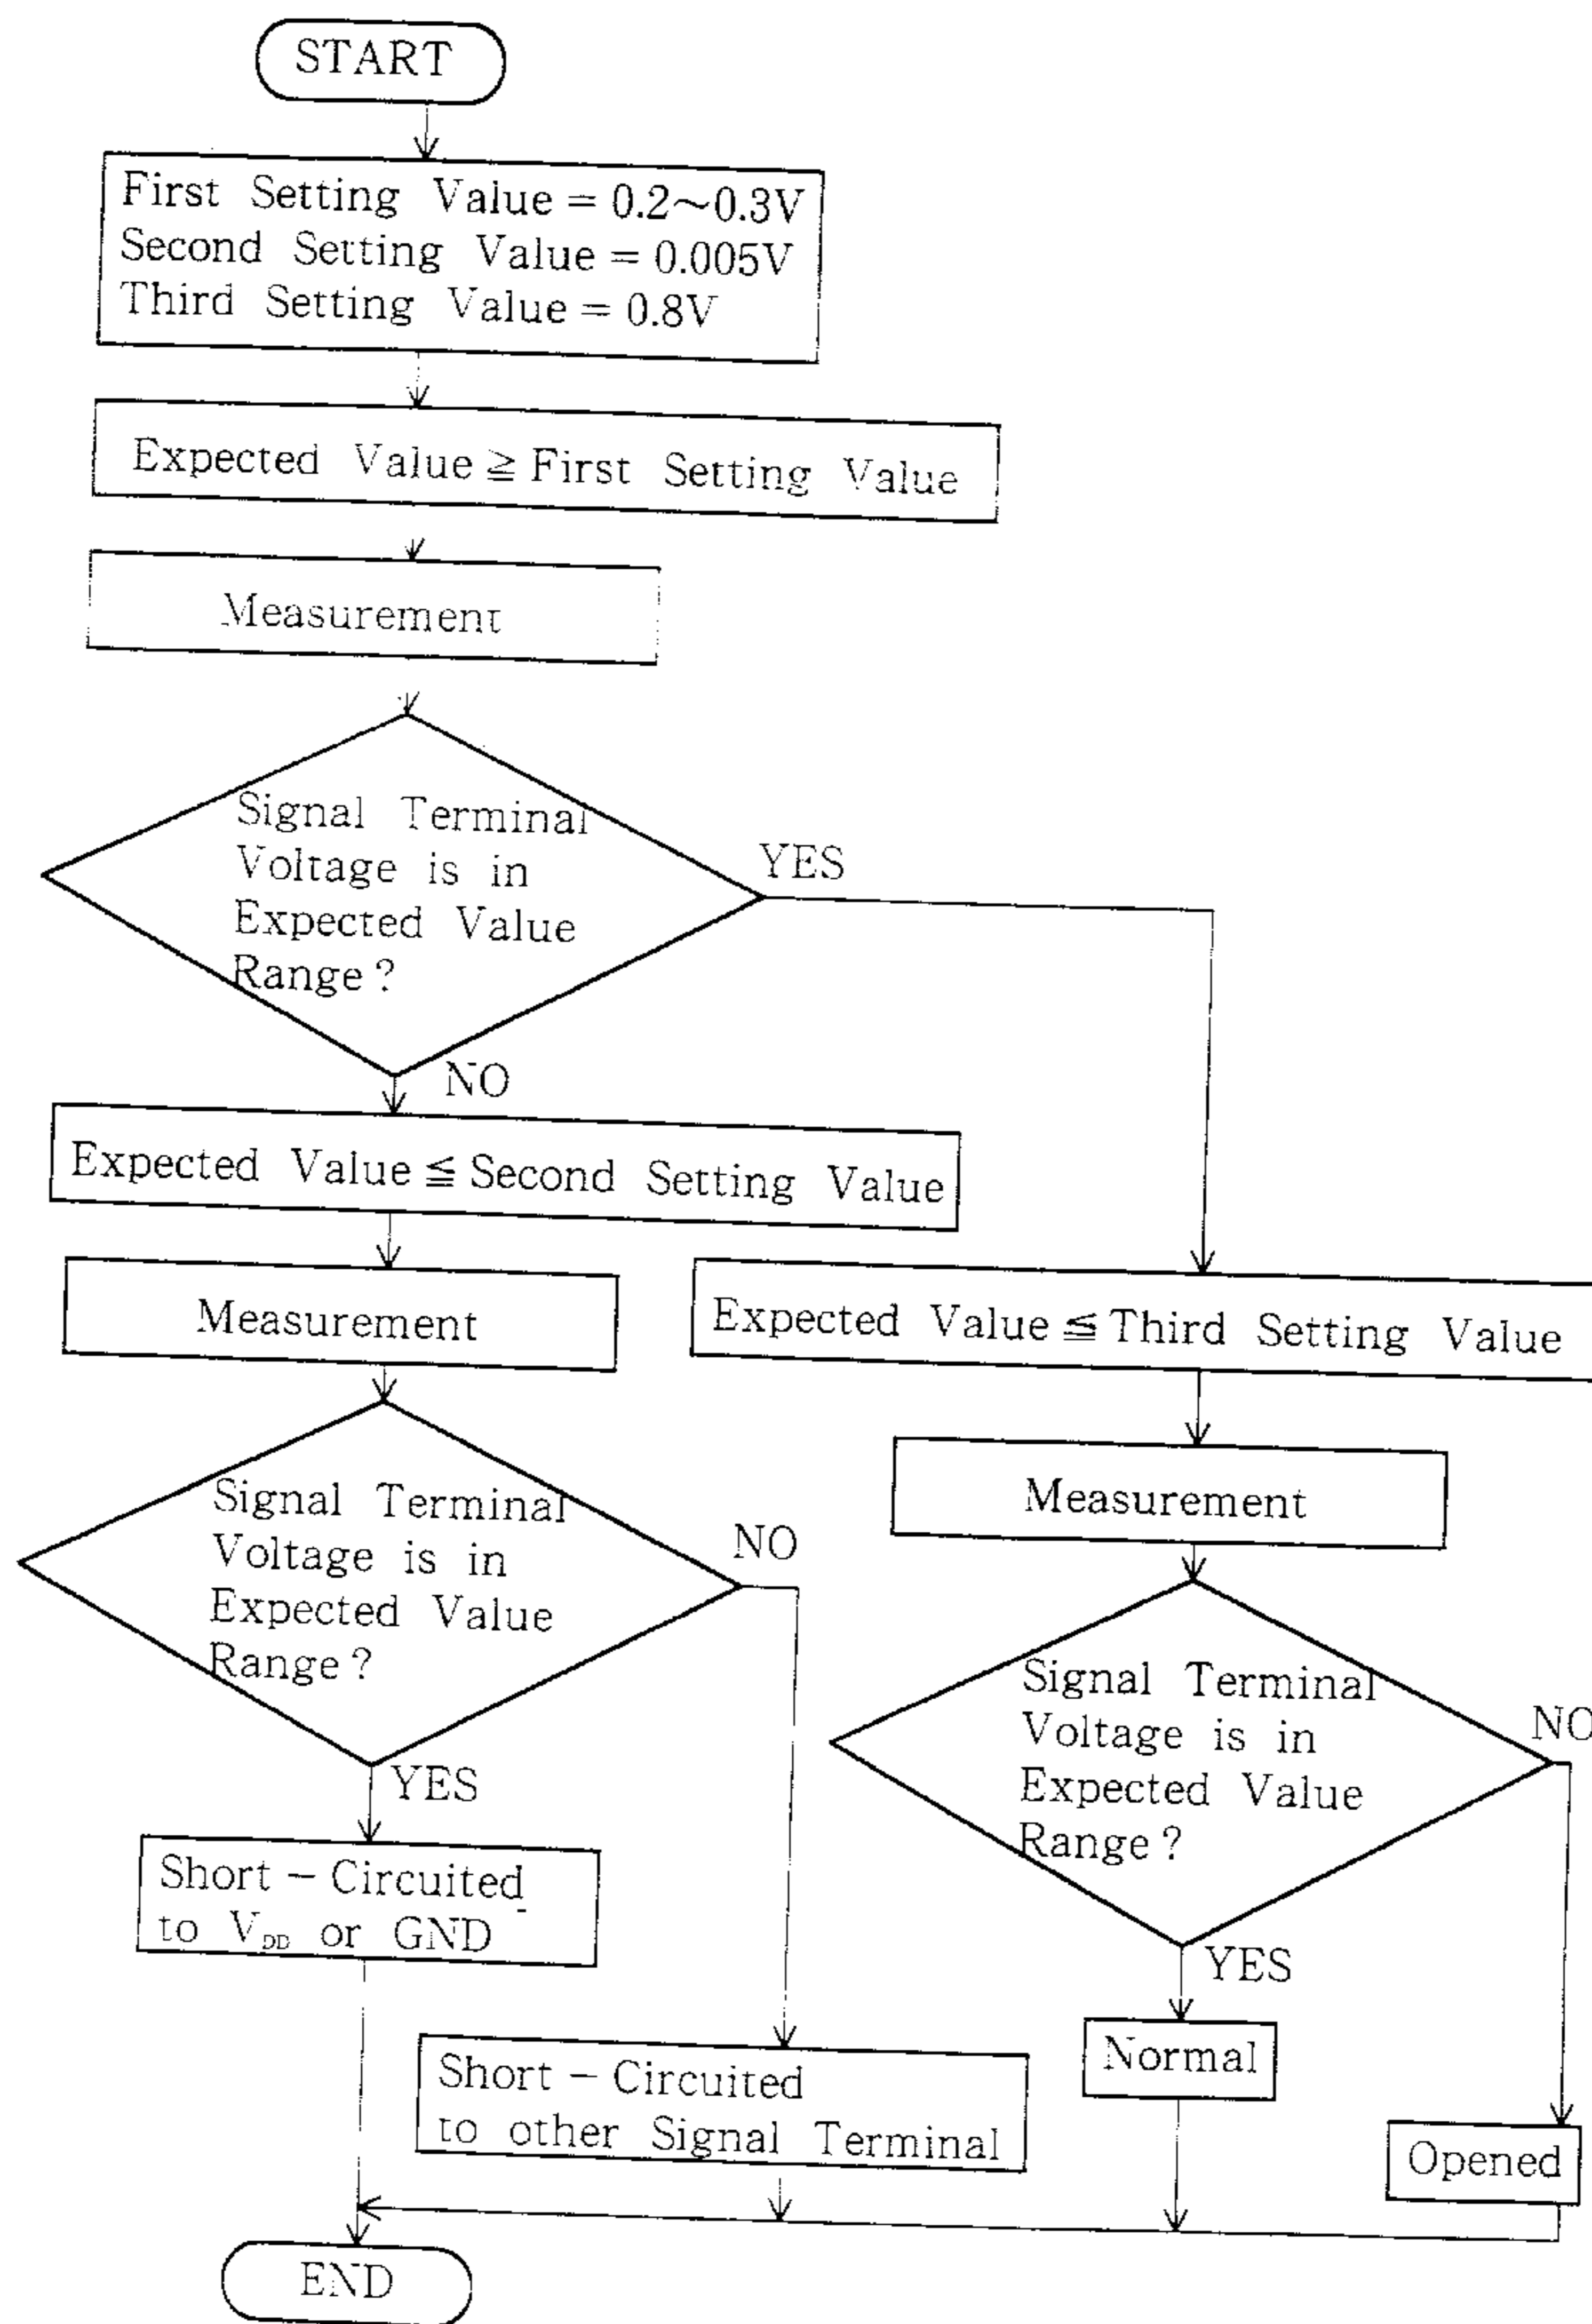 START
First Setting Value = 0.2~0.3V
Second Setting Value = 0.005V
Third Setting Value = 0.8V
Expected Value ≧ First Setting Value
Measurement
Signal Terminal
Voltage is in
Expected Value
Range?
YES
NO
Expected Value ≦ Second Setting Value
Measurement
Expected Value ≦ Third Setting Value
Measurement
Signal Terminal
Voltage is in
Expected Value
Range?
NO
YES
Signal Terminal
Voltage is in
Expected Value
Range?
NO
YES
Short-Circuited
to VDD or GND
Short-Circuited
to other Signal Terminal
Normal
Opened
END